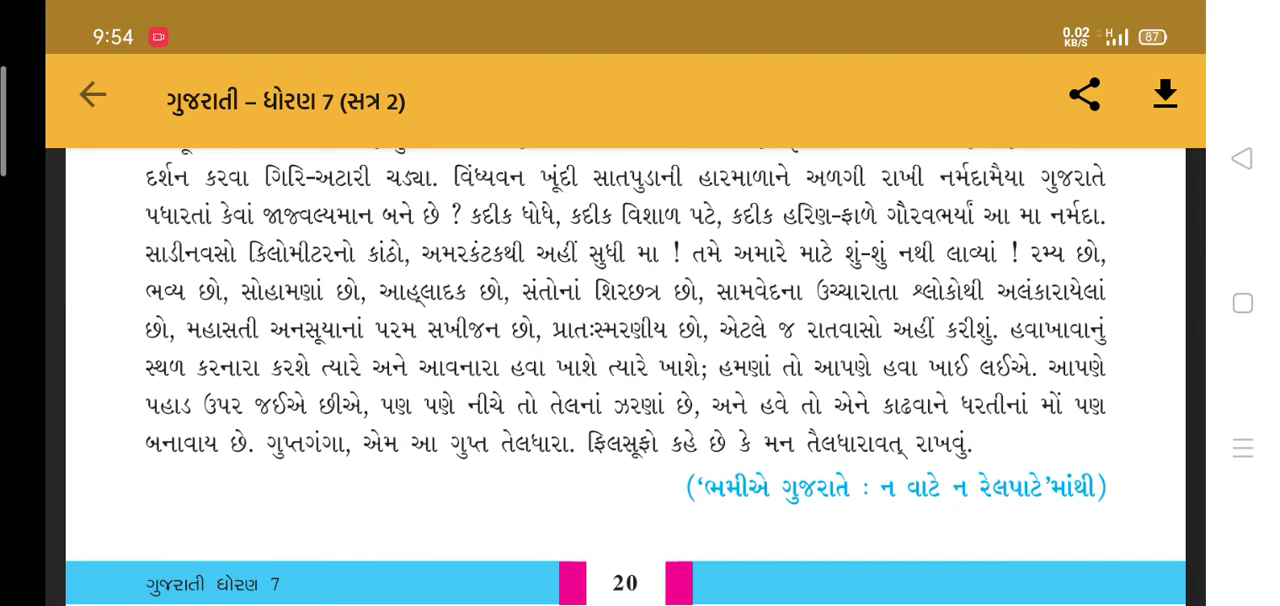 9:54
0.02 KB/S H 87
ગુજરાતી – ધોરણ 7 (સત્ર 2)
દર્શન કરવા ગિરિ-અટારી ચડ્યા. વિંધ્યવન ખૂંદી સાતપુડાની હારમાળાને અળગી રાખી નર્મદામૈયા ગુજરાતે
પધારતાં કેવાં જાજ્વલ્યમાન બને છે ? કદીક ધોધે, કદીક વિશાળ પટે, કદીક હરિણ-ફાળે ગૌરવભર્યાં આ મા નર્મદા.
સાડીનવસો કિલોમીટરનો કાંઠો, અમરકંટકથી અહીં સુધી મા ! તમે અમારે માટે શું-શું નથી લાવ્યાં ! રમ્ય છો,
ભવ્ય છો, સોહામણાં છો, આહ્લાદક છો, સંતોનાં શિરછત્ર છો, સામવેદના ઉચ્ચારાતા શ્લોકોથી અલંકારાયેલાં
છો, મહાસતી અનસૂયાનાં પરમ સખીજન છો, પ્રાતઃસ્મરણીય છો, એટલે જ રાતવાસો અહીં કરીશું. હવાખાવાનું
સ્થળ કરનારા કરશે ત્યારે અને આવનારા હવા ખાશે ત્યારે ખાશે; હમણાં તો આપણે હવા ખાઈ લઈએ. આપણે
પહાડ ઉપર જઈએ છીએ, પણ પણે નીચે તો તેલનાં ઝરણાં છે, અને હવે તો એને કાઢવાને ધરતીનાં મોં પણ
બનાવાય છે. ગુપ્તગંગા, એમ આ ગુપ્ત તેલધારા. ફિલસૂફો કહે છે કે મન તૈલધારાવત્ રાખવું.
(‘ભમીએ ગુજરાતે : ન વાટે ન રેલપાટે’માંથી)
ગુજરાતી ધોરણ 7 20